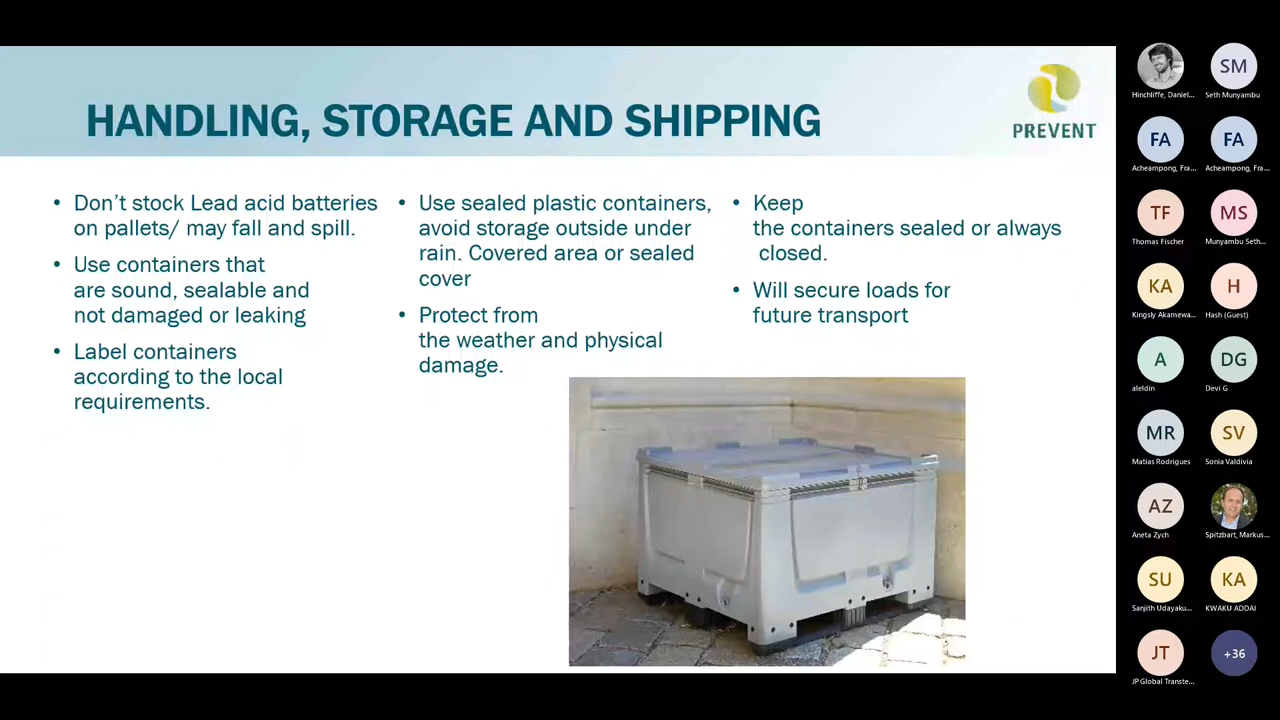 HANDLING, STORAGE AND SHIPPING
PREVENT
• Don’t stock Lead acid batteries
on pallets/ may fall and spill.
• Use containers that
are sound, sealable and
not damaged or leaking
• Label containers
according to the local
requirements.
• Use sealed plastic containers,
avoid storage outside under
rain. Covered area or sealed
cover
• Protect from
the weather and physical
damage.
• Keep
the containers sealed or always
closed.
• Will secure loads for
future transport
Hinchliffe, Daniel...
SM
Seth Munyambu
FA
Acheampong, Fra...
FA
Acheampong, Fra...
TF
Thomas Fischer
MS
Munyambu Seth...
KA
Kingsly Akamewa...
H
Hash (Guest)
A
aleldin
DG
Devi G
MR
Matias Rodrigues
SV
Sonia Valdivia
AZ
Aneta Zych
Spitzbart, Markus...
SU
Sanjith Udayaku...
KA
KWAKU ADDAI
JT
JP Global Transte...
+36